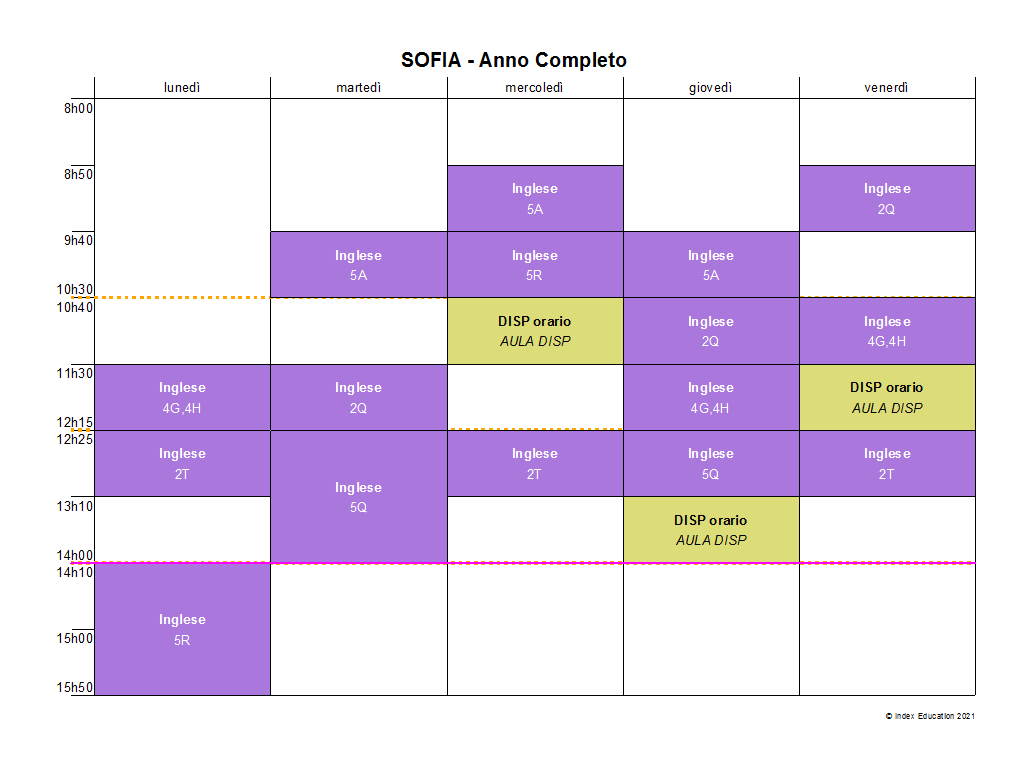 SOFIA - Anno Completo
lunedì martedì mercoledì giovedì venerdì
8h00
8h50
Inglese Inglese
5A 2Q
9h40
Inglese Inglese Inglese
5A 5R 5A
10h30
10h40
DISP orario Inglese Inglese
AULA DISP 2Q 4G,4H
11h30
Inglese Inglese Inglese DISP orario
4G,4H 2Q 4G,4H AULA DISP
12h15
12h25
Inglese Inglese Inglese Inglese
2T 2T 5Q 2T
Inglese
5Q
13h10
DISP orario
AULA DISP
14h00
14h10
Inglese
5R
15h00
15h50
© Index Education 2021